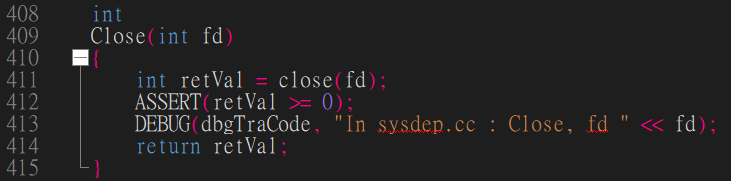 408 int
409 Close(int fd)
410 {
411 int retVal = close(fd);
412 ASSERT(retVal >= 0);
413 DEBUG(dbgTraCode, "In sysdep.cc : Close, fd " << fd);
414 return retVal;
415 }